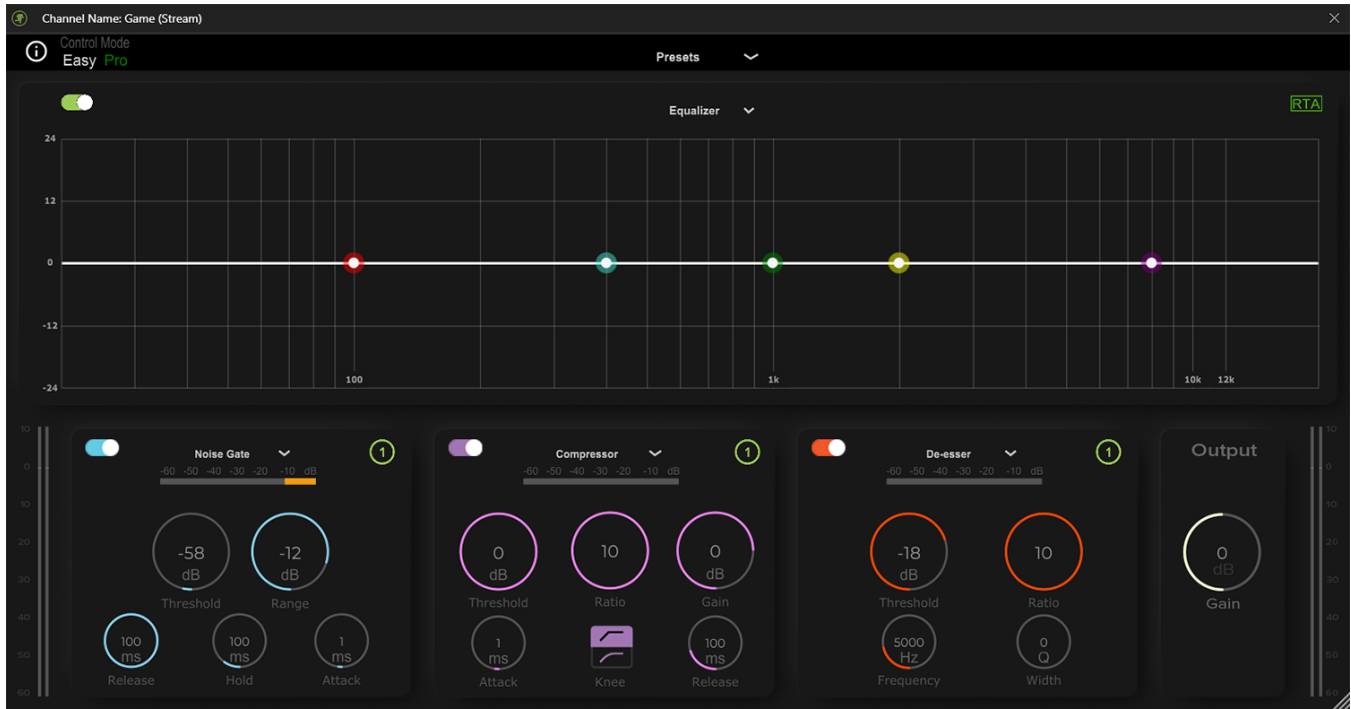 Channel Name: Game (Stream)
Control Mode
Easy Pro
Presets
Equalizer
RTA
24
12
0
-12
-24
100 1k 10k 12k
10
0
10
20
30
40
50
60
Noise Gate
1
-60 -50 -40 -30 -20 -10 dB
-58 dB
Threshold
-12 dB
Range
100 ms
Release
100 ms
Hold
1 ms
Attack
Compressor
1
-60 -50 -40 -30 -20 -10 dB
0 dB
Threshold
10
Ratio
0 dB
Gain
1 ms
Attack
Knee
100 ms
Release
De-esser
1
-60 -50 -40 -30 -20 -10 dB
-18 dB
Threshold
10
Ratio
5000 Hz
Frequency
0 Q
Width
Output
0 dB
Gain
10
0
10
20
30
40
50
60